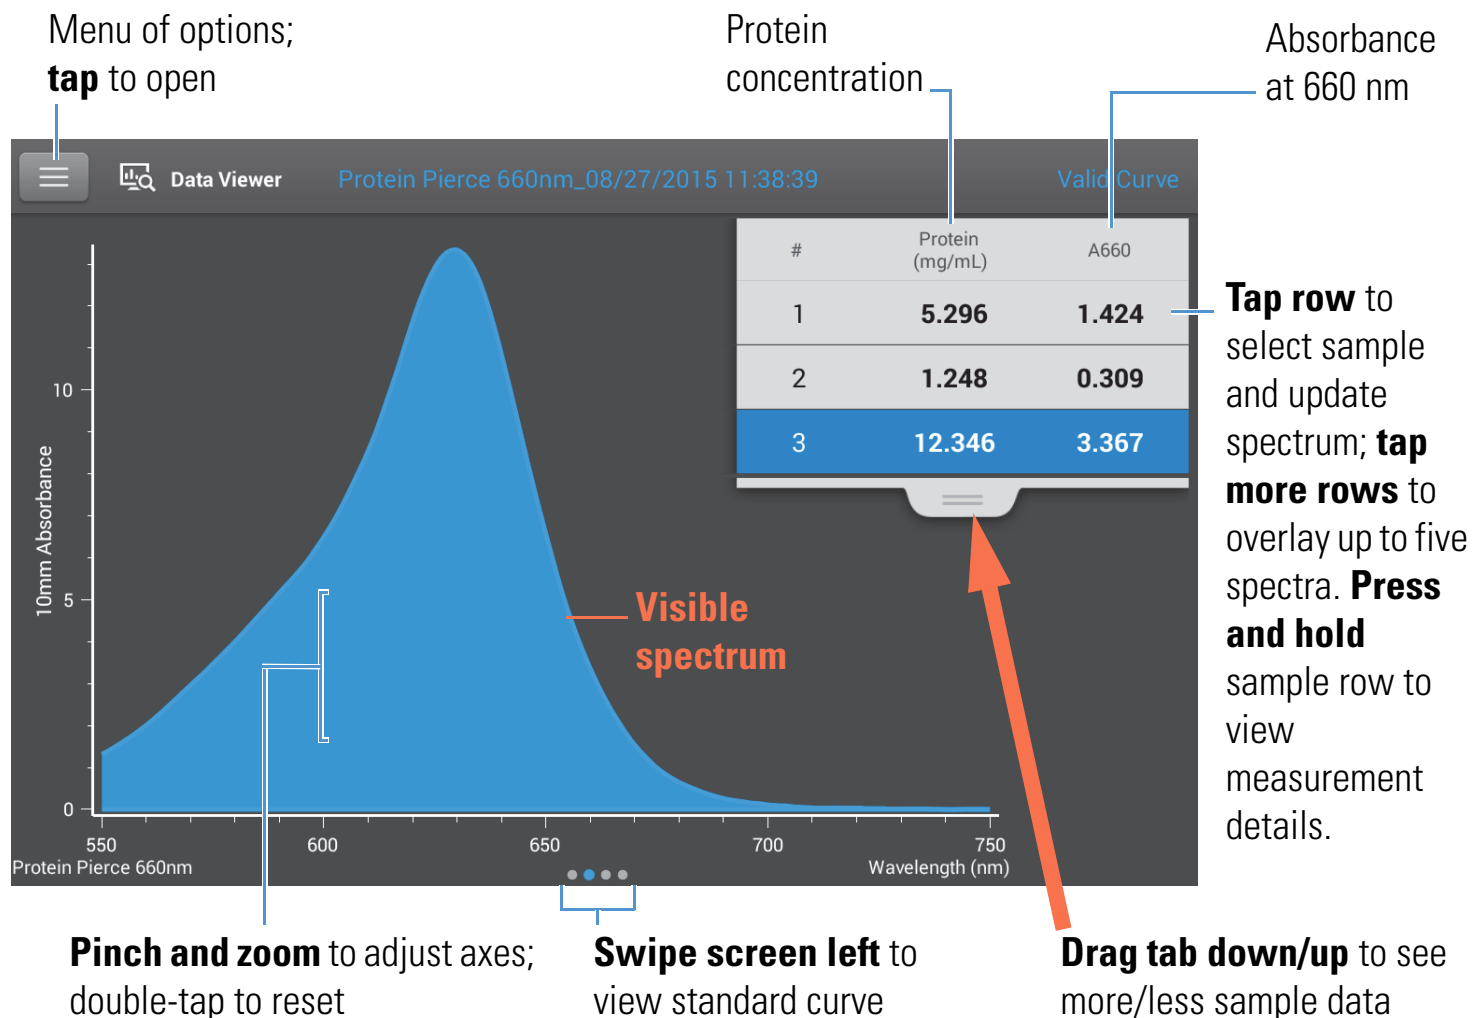 Menu of options;
tap to open
Protein
concentration
Absorbance
at 660 nm
Data Viewer
Protein Pierce 660nm_08/27/2015 11:38:39
Valid Curve
# Protein (mg/mL) A660
1 5.296 1.424
2 1.248 0.309
3 12.346 3.367
Tap row to
select sample
and update
spectrum; tap
more rows to
overlay up to five
spectra. Press
and hold
sample row to
view
measurement
details.
10mm Absorbance
10
5
0
Visible
spectrum
550 600 650 700 750
Protein Pierce 660nm
Wavelength (nm)
Pinch and zoom to adjust axes;
double-tap to reset
Swipe screen left to
view standard curve
Drag tab down/up to see
more/less sample data